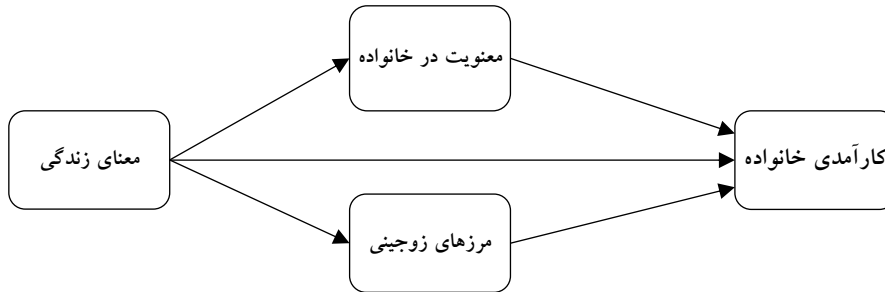 معنویت در خانواده
معنای زندگی
کارآمدی خانواده
مرزهای زوجینی